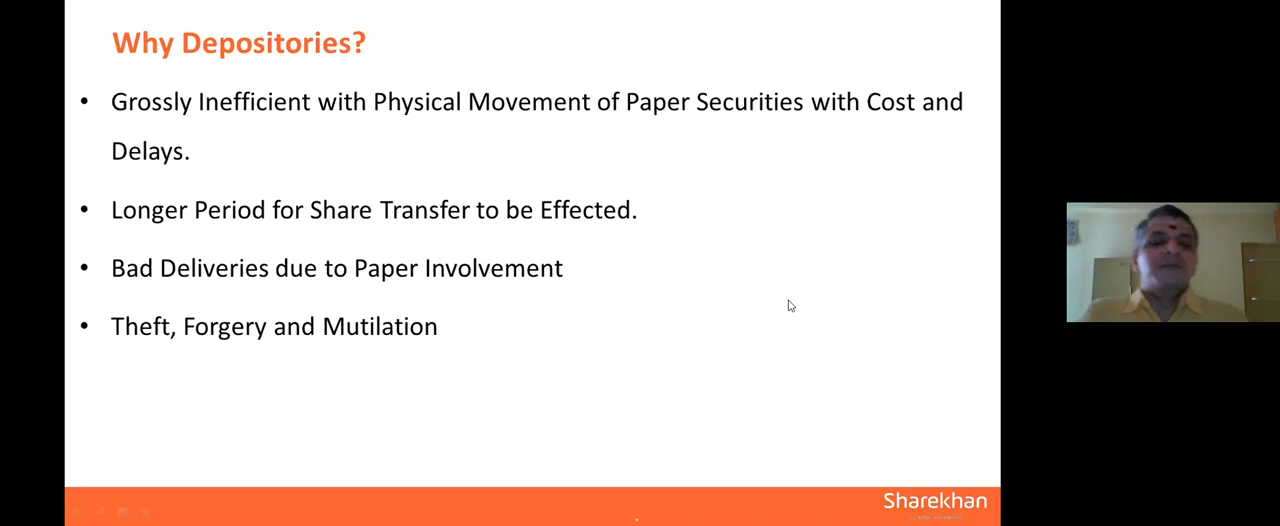 Why Depositories?
• Grossly Inefficient with Physical Movement of Paper Securities with Cost and
Delays.
• Longer Period for Share Transfer to be Effected.
• Bad Deliveries due to Paper Involvement
• Theft, Forgery and Mutilation
Sharekhan